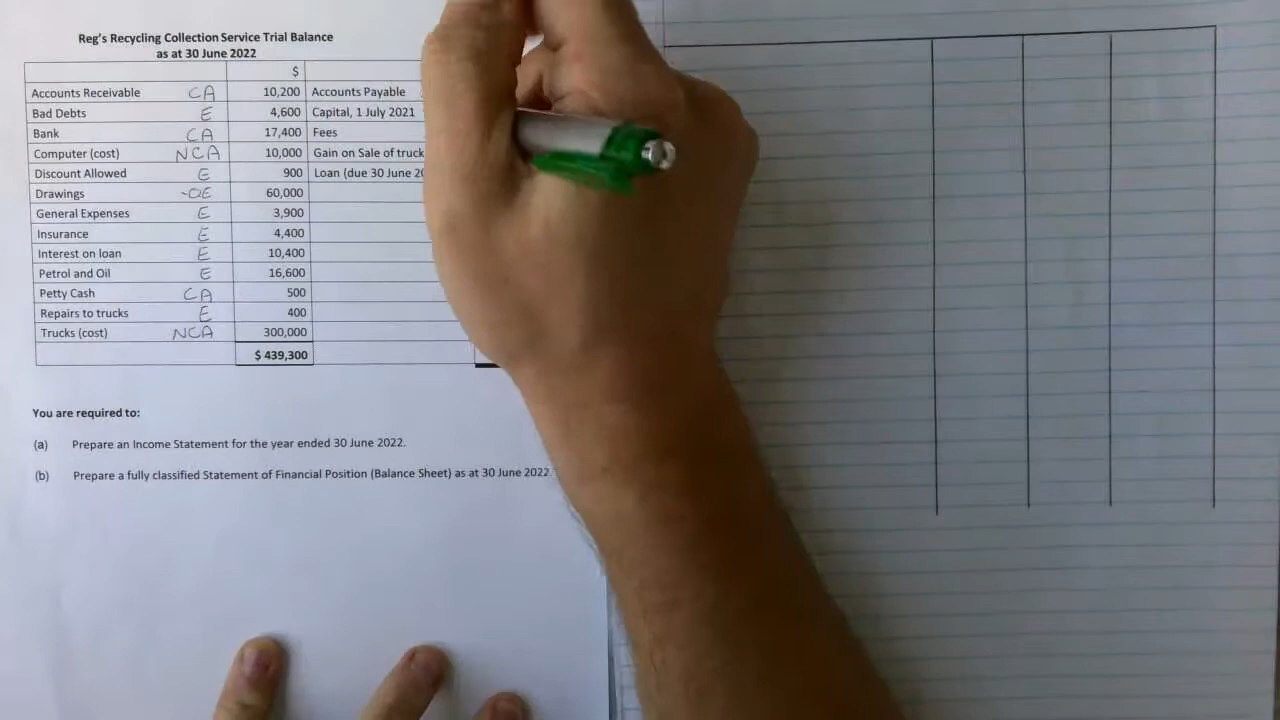 Reg's Recycling Collection Service Trial Balance
as at 30 June 2022
$
Accounts Receivable CA 10,200 Accounts Payable
Bad Debts E 4,600 Capital, 1 July 2021
Bank CA 17,400 Fees
Computer (cost) NCA 10,000 Gain on Sale of truck
Discount Allowed E 900 Loan (due 30 June 20
Drawings -OE 60,000
General Expenses E 3,900
Insurance E 4,400
Interest on loan E 10,400
Petrol and Oil E 16,600
Petty Cash CA 500
Repairs to trucks E 400
Trucks (cost) NCA 300,000
$ 439,300
You are required to:
(a) Prepare an Income Statement for the year ended 30 June 2022.
(b) Prepare a fully classified Statement of Financial Position (Balance Sheet) as at 30 June 2022